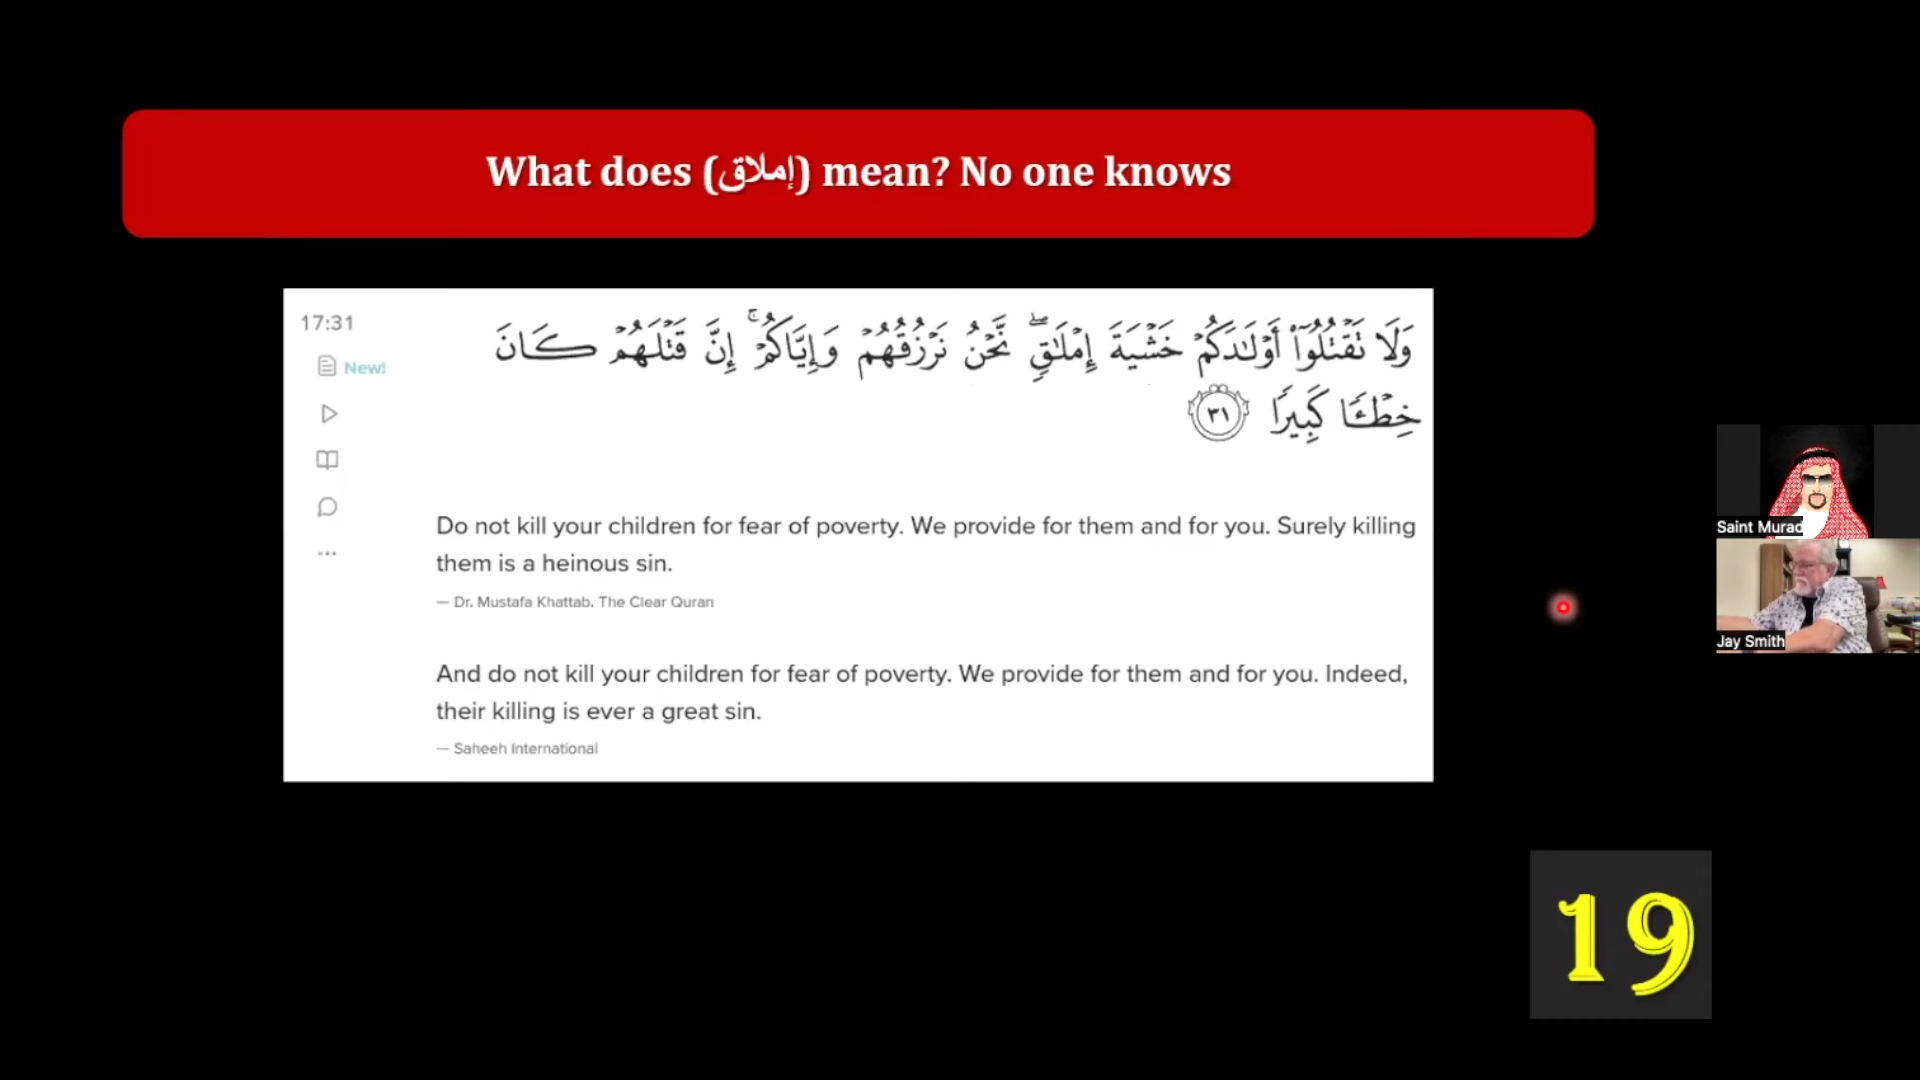 What does (إملاق) mean? No one knows
17:31
New!
وَلَا تَقْتُلُوٓا۟ أَوْلَـٰدَكُمْ خَشْيَةَ إِمْلَـٰقٍۢ ۖ نَّحْنُ نَرْزُقُهُمْ وَإِيَّاكُمْ ۚ إِنَّ قَتْلَهُمْ كَانَ
خِطْـًۭٔا كَبِيرًۭا ٣١
Do not kill your children for fear of poverty. We provide for them and for you. Surely killing
them is a heinous sin.
— Dr. Mustafa Khattab. The Clear Quran
And do not kill your children for fear of poverty. We provide for them and for you. Indeed,
their killing is ever a great sin.
— Saheeh International
Saint Murad
Jay Smith
19